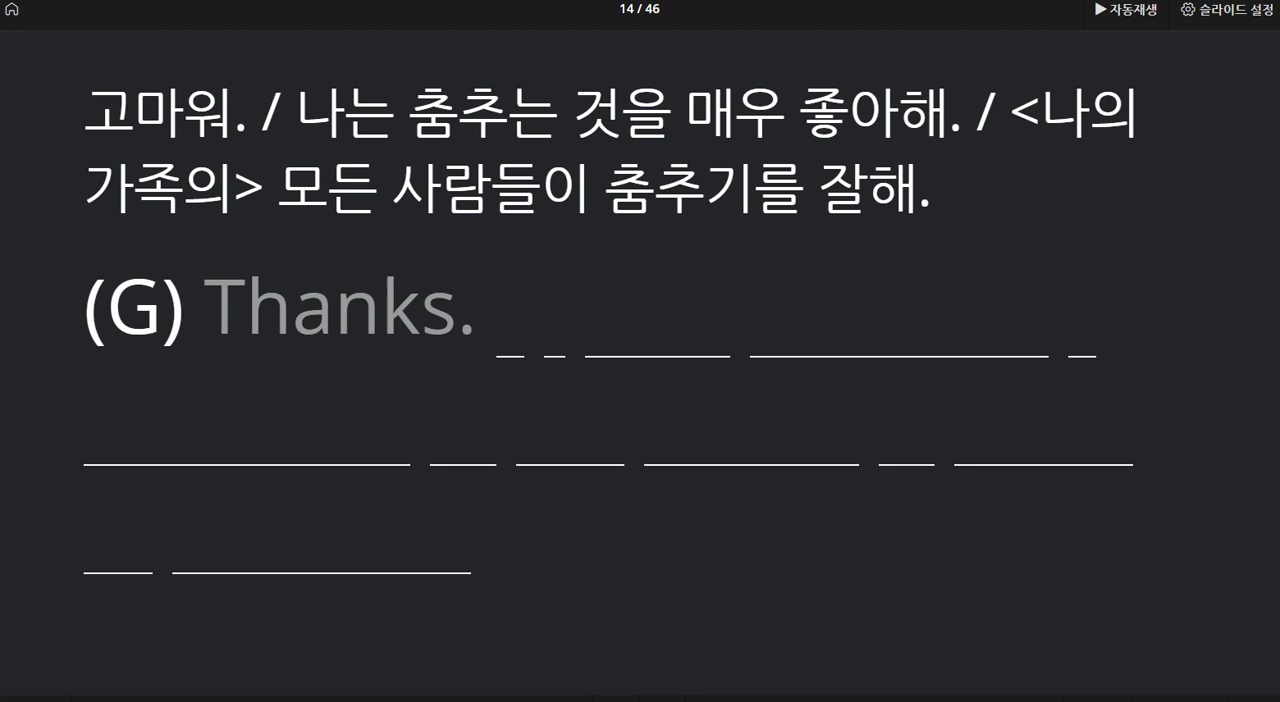 14 / 46
▶ 자동재생
슬라이드 설정
고마워. / 나는 춤추는 것을 매우 좋아해. / <나의
가족의> 모든 사람들이 춤추기를 잘해.
(G) Thanks.